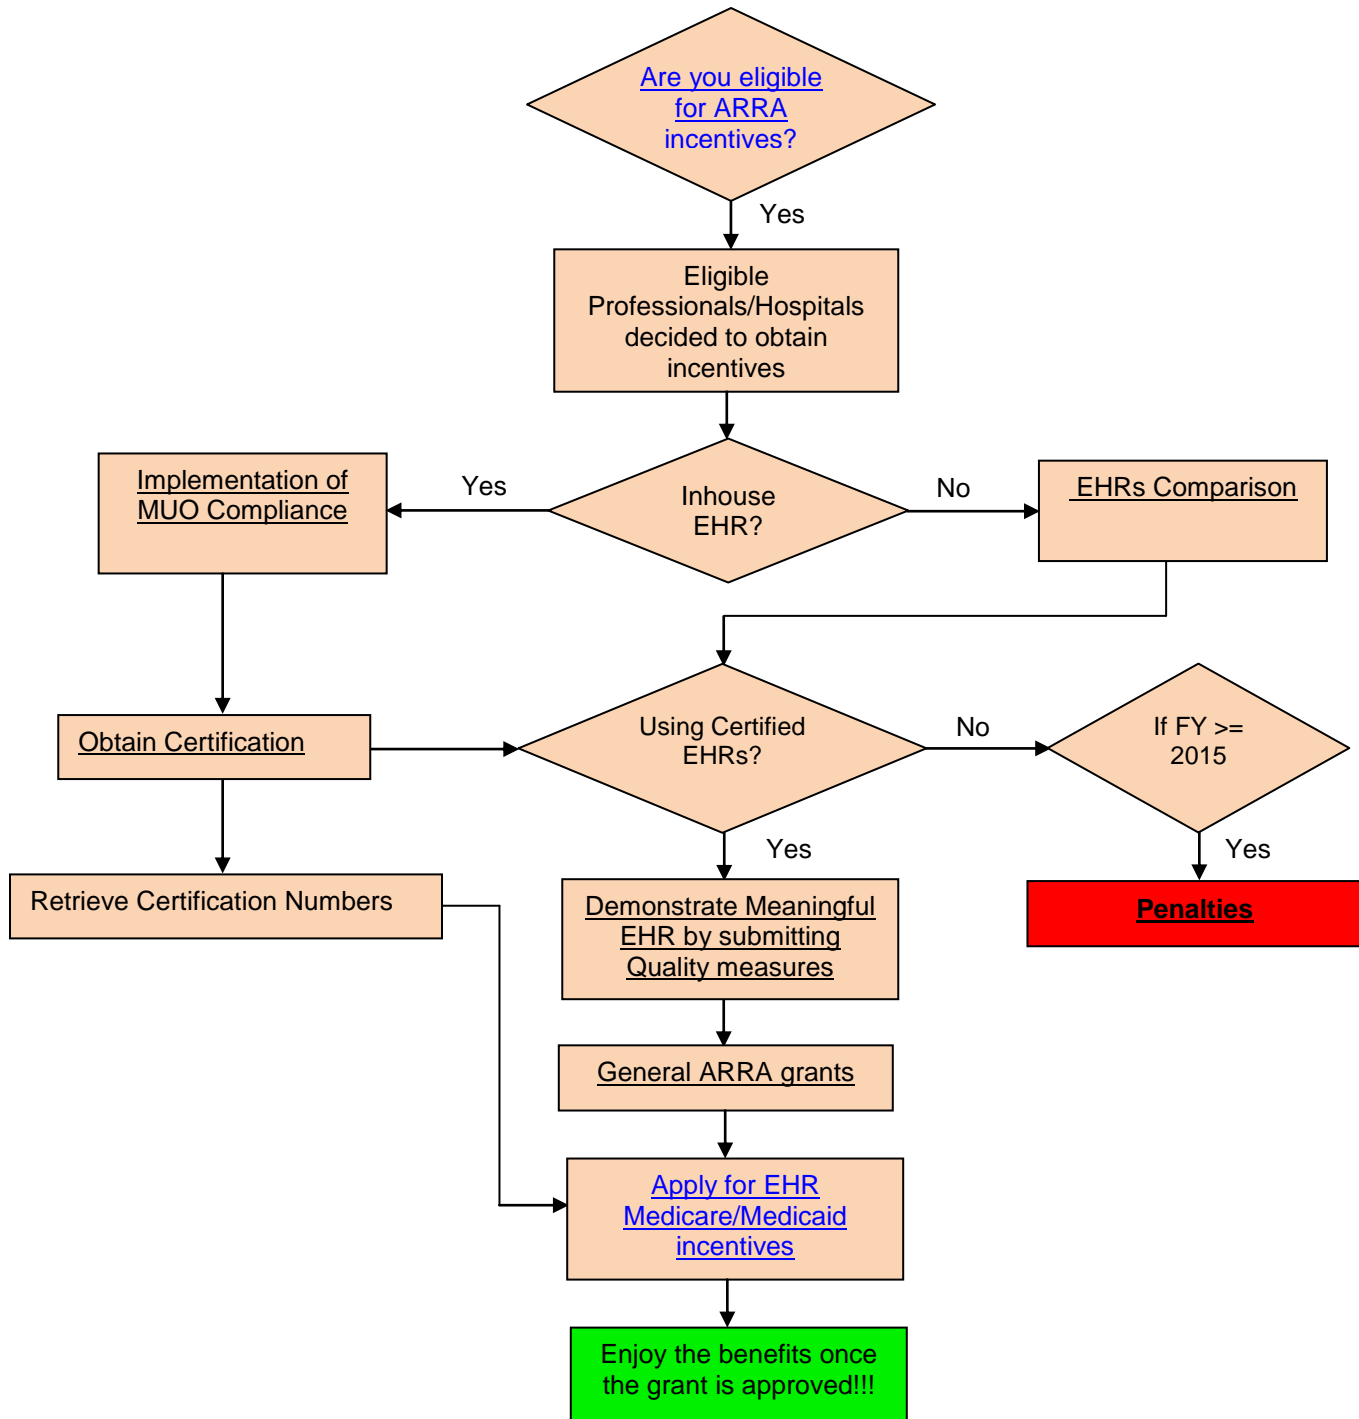 Are you eligible
for ARRA
incentives?
Yes
Eligible
Professionals/Hospitals
decided to obtain
incentives
Implementation of
MUO Compliance
Yes
Inhouse
EHR?
No
EHRs Comparison
Obtain Certification
Using Certified
EHRs?
No
If FY >=
2015
Yes
Yes
Retrieve Certification Numbers
Demonstrate Meaningful
EHR by submitting
Quality measures
Penalties
General ARRA grants
Apply for EHR
Medicare/Medicaid
incentives
Enjoy the benefits once
the grant is approved!!!